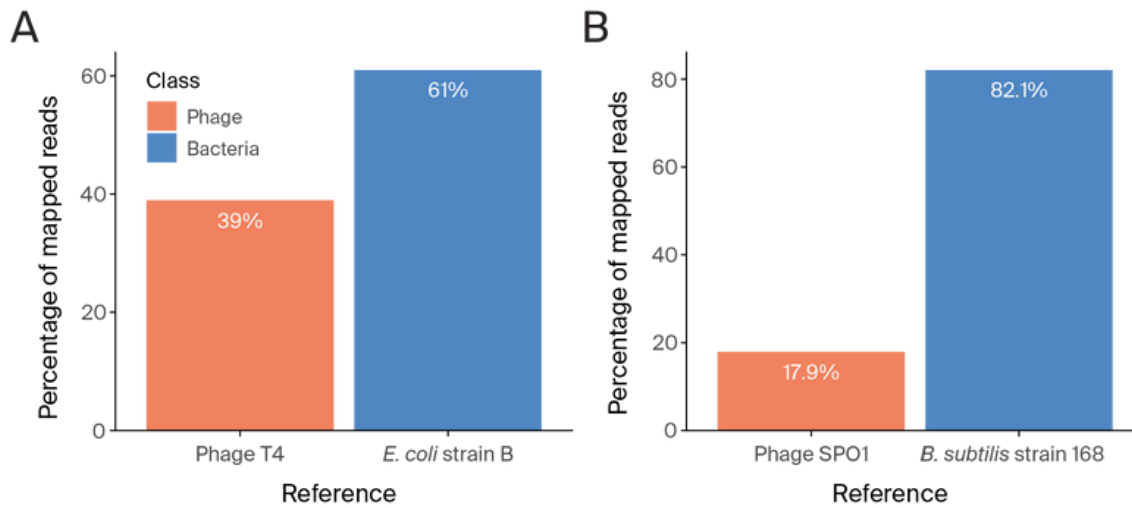 A
Percentage of mapped reads
60
40
20
0
Class
Phage
Bacteria
39%
61%
Phage T4
E. coli strain B
Reference
B
Percentage of mapped reads
80
60
40
20
0
17.9%
82.1%
Phage SPO1
B. subtilis strain 168
Reference